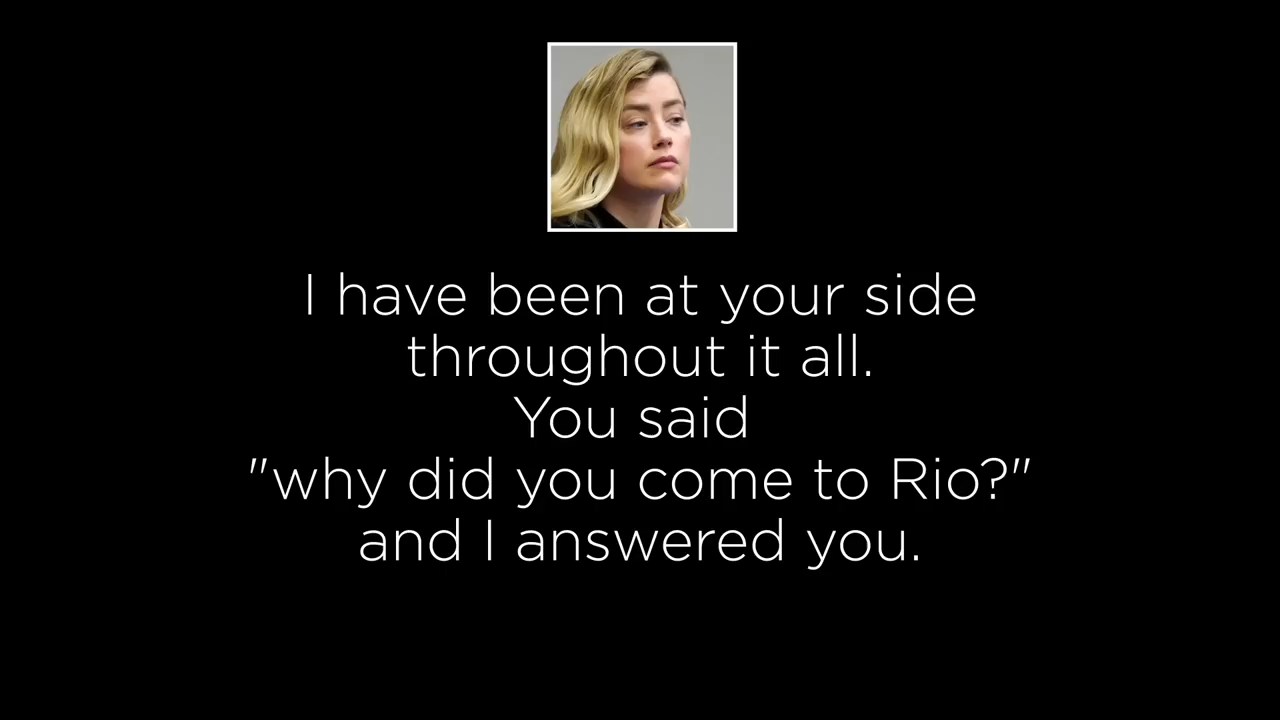 I have been at your side
throughout it all.
You said
"why did you come to Rio?"
and I answered you.